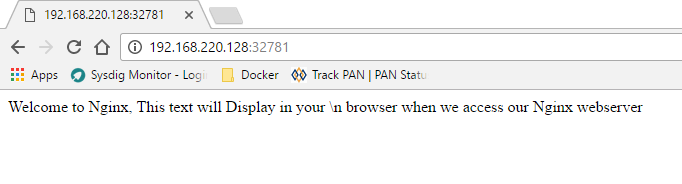 192.168.220.128:32781
192.168.220.128:32781
Apps Sysdig Monitor - Logi Docker Track PAN | PAN Statu
Welcome to Nginx, This text will Display in your \n browser when we access our Nginx webserver